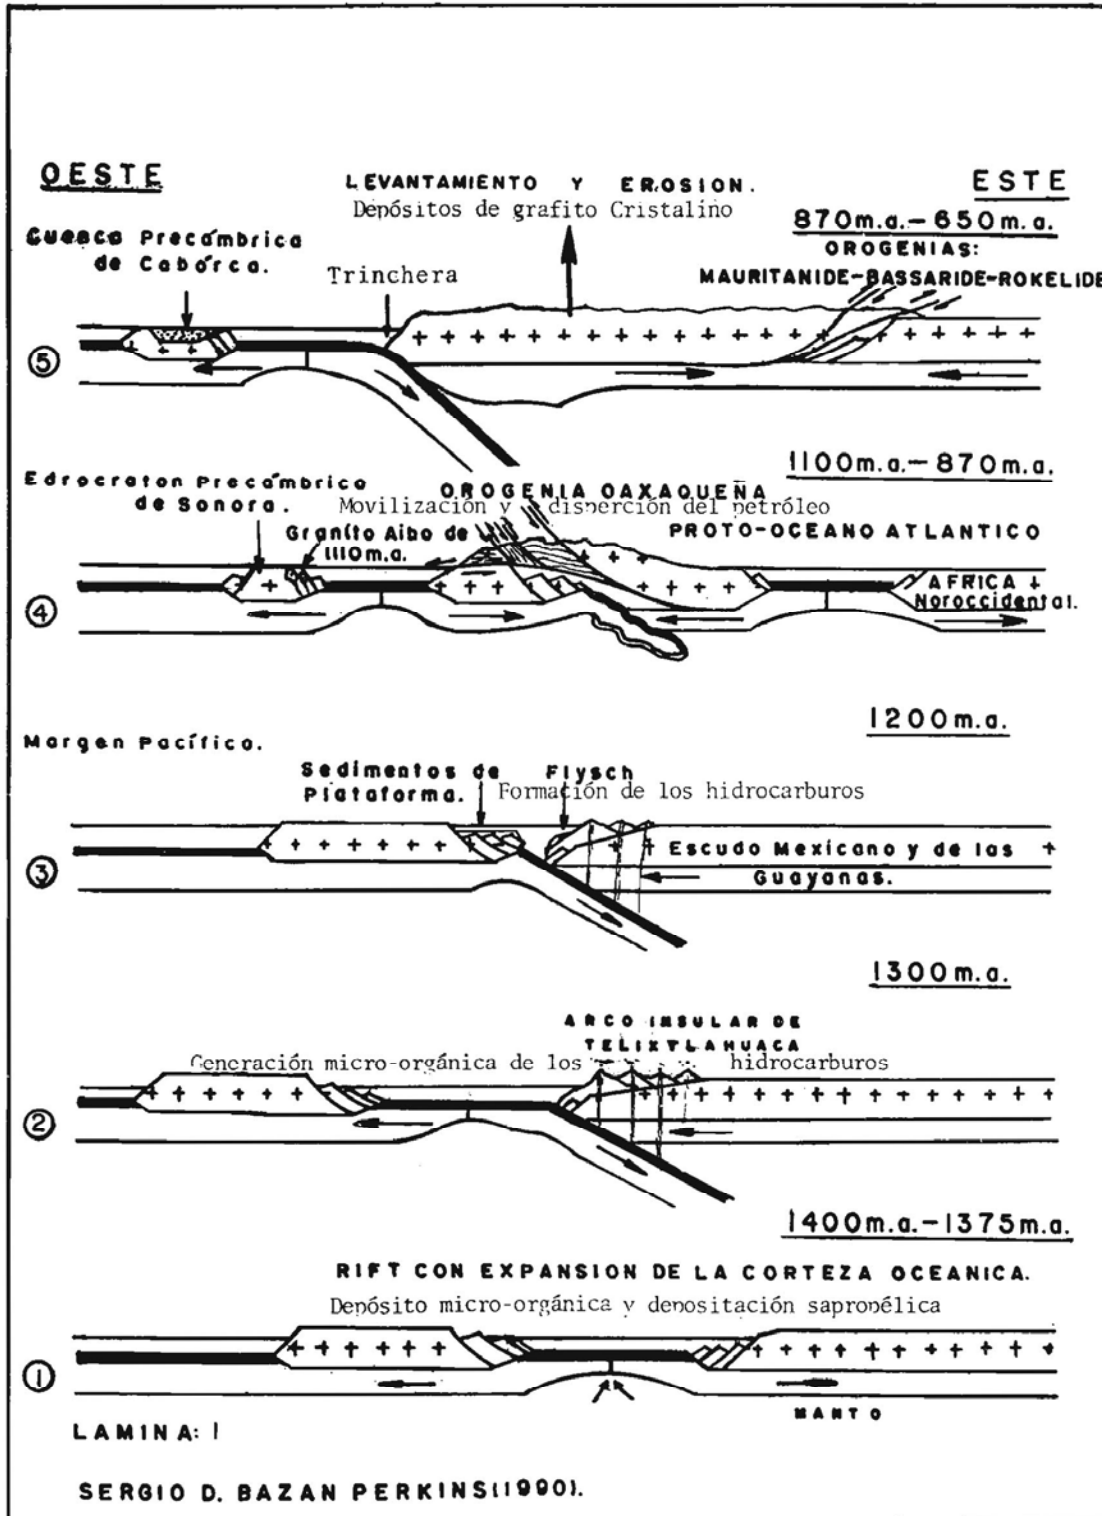 OESTE
ESTE
LEVANTAMIENTO Y EROSION.
Depósitos de grafito Cristalino
870m.a.-650m.a.
OROGENIAS:
MAURITANIDE-BASSARIDE-ROKELIDE
Cuenca Precámbrica
de Cabórca.
Trinchera
5
1100m.a.-870m.a.
Edrocraton Precámbrico
de Sonora.
OROGENIA OAXAQUEÑA
Movilización y disperción del petróleo
Granito Aibo de
1110m.a.
PROTO-OCEANO ATLANTICO
AFRICA
Noroccidental.
4
1200m.a.
Margen Pacífico.
Sedimentos de
Plataforma.
Flysch
Formación de los hidrocarburos
Escudo Mexicano y de las
Guayanas.
3
1300m.a.
ARCO INSULAR DE
TELIXTLAHUACA
Generación micro-orgánica de los hidrocarburos
2
1400m.a.-1375m.a.
RIFT CON EXPANSION DE LA CORTEZA OCEANICA.
Depósito micro-orgánica y depositación sapropélica
1
MANTO
LAMINA: I
SERGIO D. BAZAN PERKINS(1990).